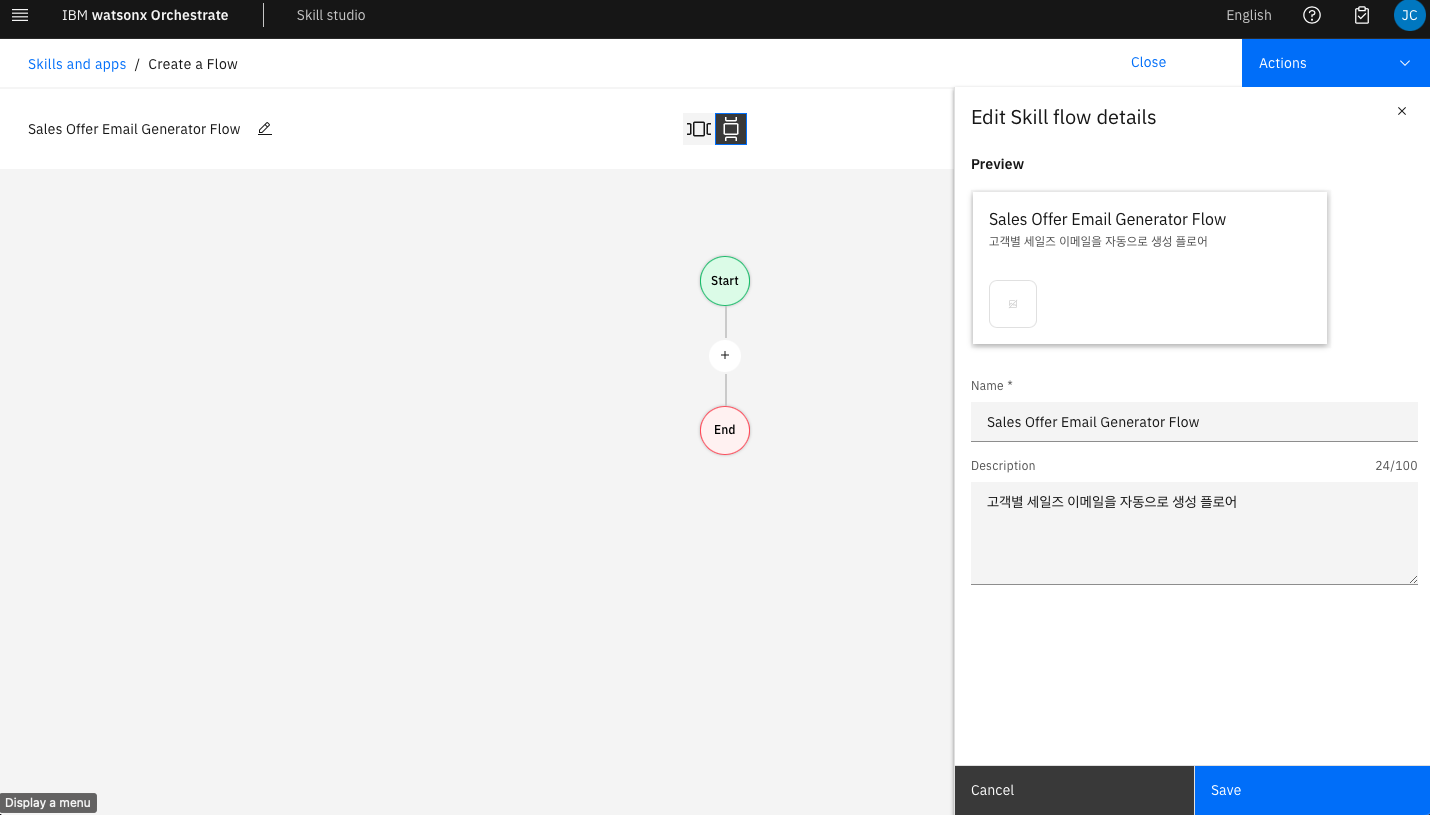 IBM watsonx Orchestrate
Skill studio
English
JC
Skills and apps / Create a Flow
Close
Actions
Sales Offer Email Generator Flow
Start
+
End
Edit Skill flow details
Preview
Sales Offer Email Generator Flow
고객별 세일즈 이메일을 자동으로 생성 플로어
Name *
Sales Offer Email Generator Flow
Description
24/100
고객별 세일즈 이메일을 자동으로 생성 플로어
Cancel
Save
Display a menu